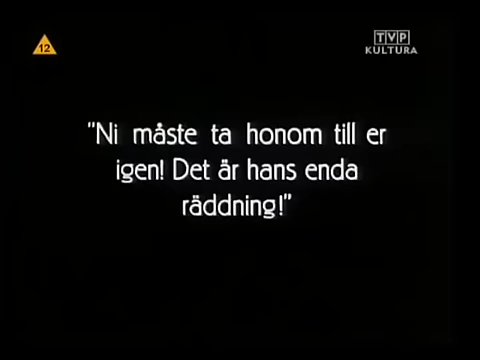 12
TVP
KULTURA
"Ni måste ta honom till er
igen! Det är hans enda
räddning!"